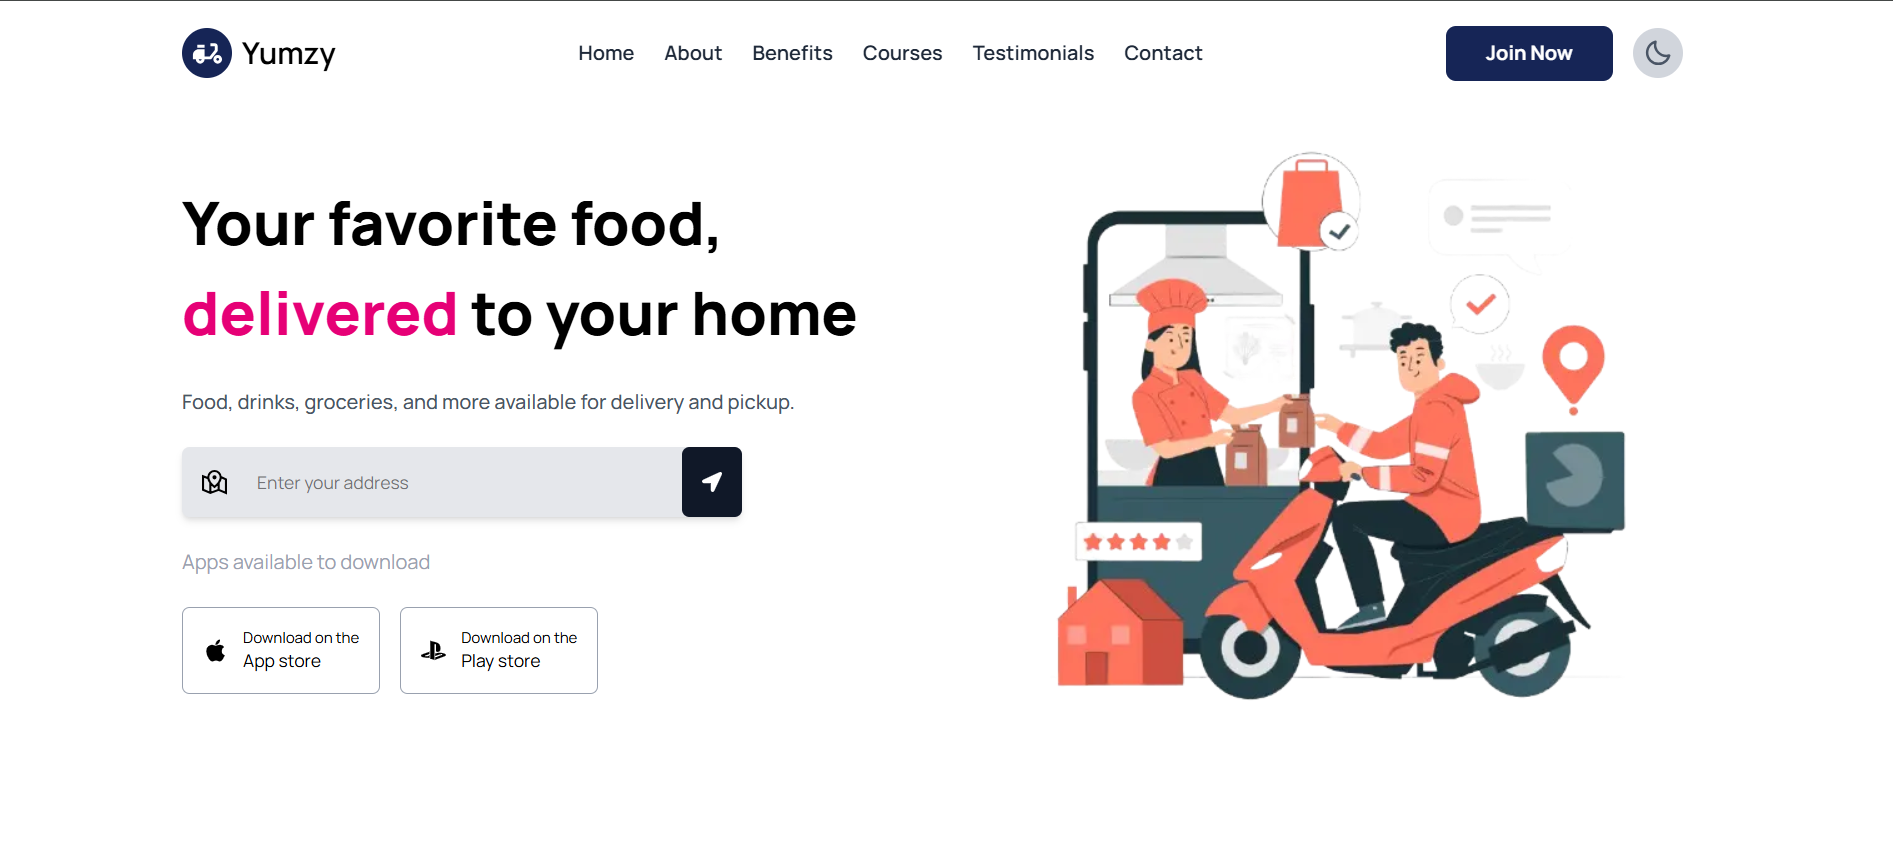 Yumzy
Home About Benefits Courses Testimonials Contact
Join Now
Your favorite food,
delivered to your home
Food, drinks, groceries, and more available for delivery and pickup.
Enter your address
Apps available to download
Download on the
App store
Download on the
Play store